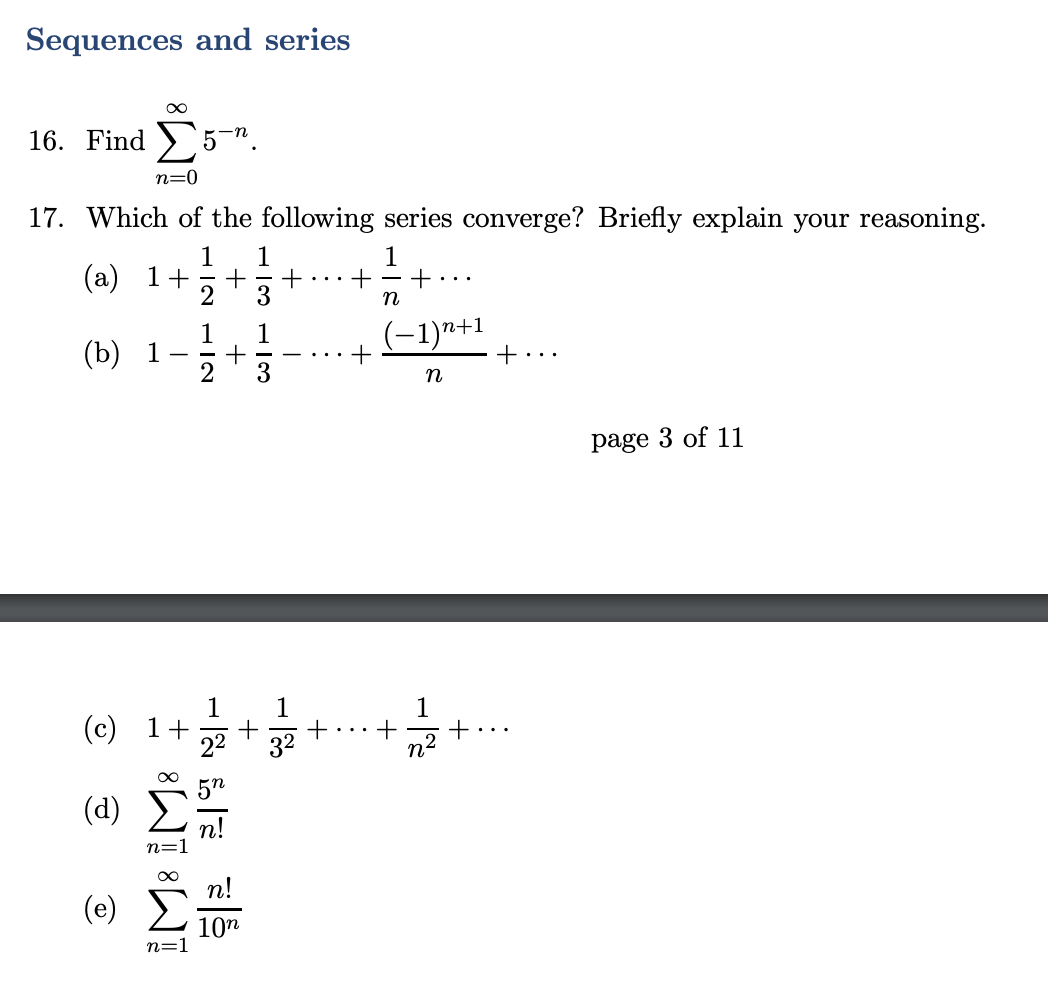 Sequences and series
16. Find $\sum_{n=0}^{\infty} 5^{-n}$.
17. Which of the following series converge? Briefly explain your reasoning.
(a) $1 + \frac{1}{2} + \frac{1}{3} + \cdots + \frac{1}{n} + \cdots$
(b) $1 - \frac{1}{2} + \frac{1}{3} - \cdots + \frac{(-1)^{n+1}}{n} + \cdots$
page 3 of 11
(c) $1 + \frac{1}{2^2} + \frac{1}{3^2} + \cdots + \frac{1}{n^2} + \cdots$
(d) $\sum_{n=1}^{\infty} \frac{5^n}{n!}$
(e) $\sum_{n=1}^{\infty} \frac{n!}{10^n}$